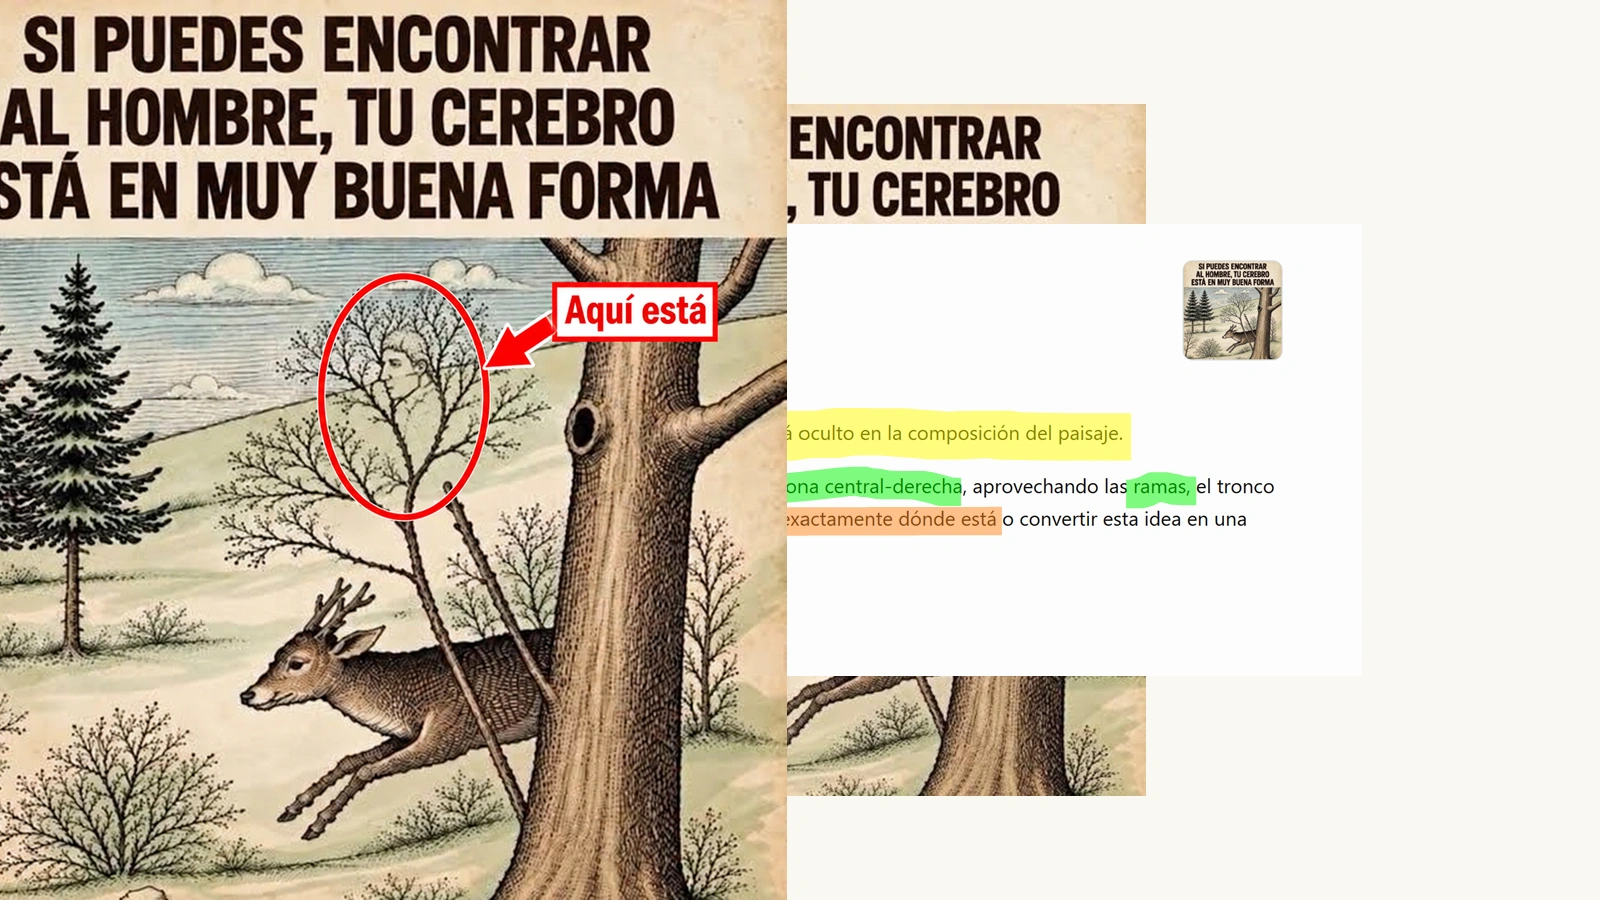 SI PUEDES ENCONTRAR
AL HOMBRE, TU CEREBRO
STÁ EN MUY BUENA FORMA
Aquí está
ENCONTRAR
, TU CEREBRO
SI PUEDES ENCONTRAR
AL HOMBRE, TU CEREBRO
ESTÁ EN MUY BUENA FORMA
á oculto en la composición del paisaje.
ona central-derecha, aprovechando las ramas, el tronco
exactamente dónde está o convertir esta idea en una